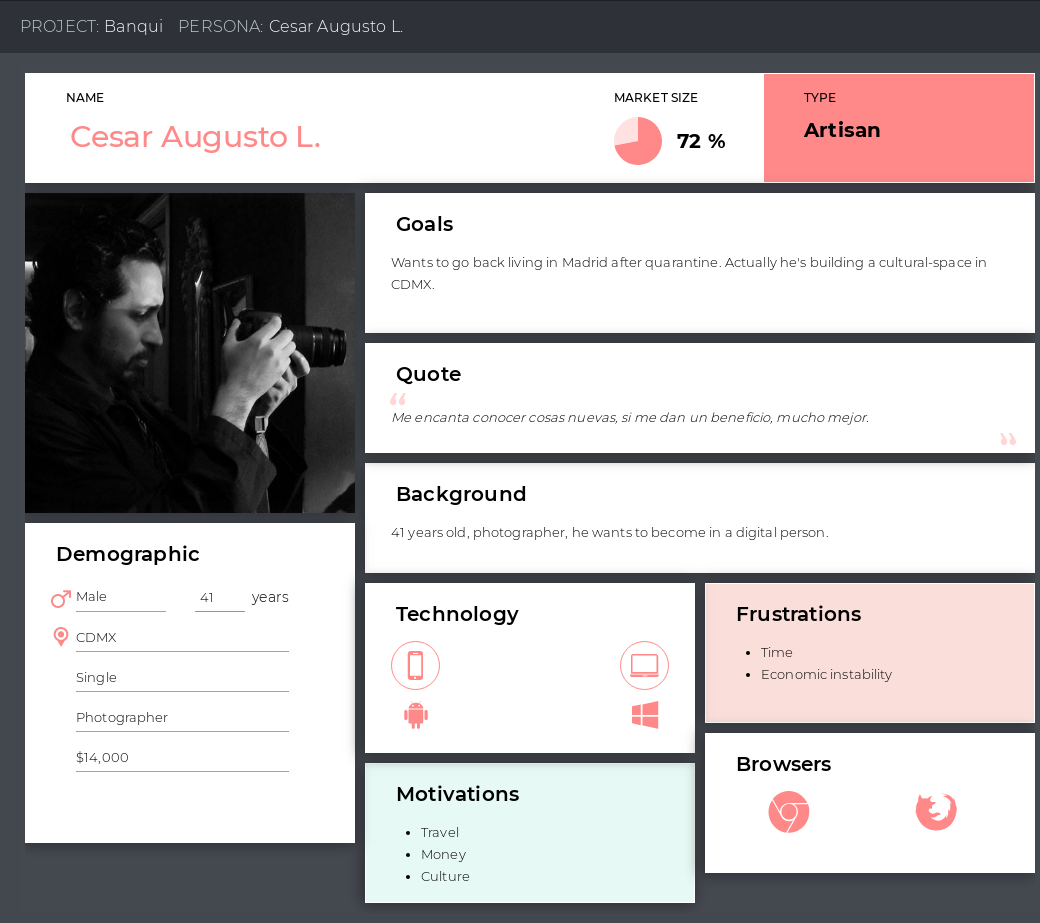 PROJECT: Banqui PERSONA: Cesar Augusto L.
NAME
Cesar Augusto L.
MARKET SIZE
72 %
TYPE
Artisan
Goals
Wants to go back living in Madrid after quarantine. Actually he's building a cultural-space in
CDMX.
Quote
“
Me encanta conocer cosas nuevas, si me dan un beneficio, mucho mejor.
”
Background
41 years old, photographer, he wants to become in a digital person.
Demographic
Male 41 years
CDMX
Single
Photographer
$14,000
Technology
Frustrations
• Time
• Economic instability
Motivations
• Travel
• Money
• Culture
Browsers